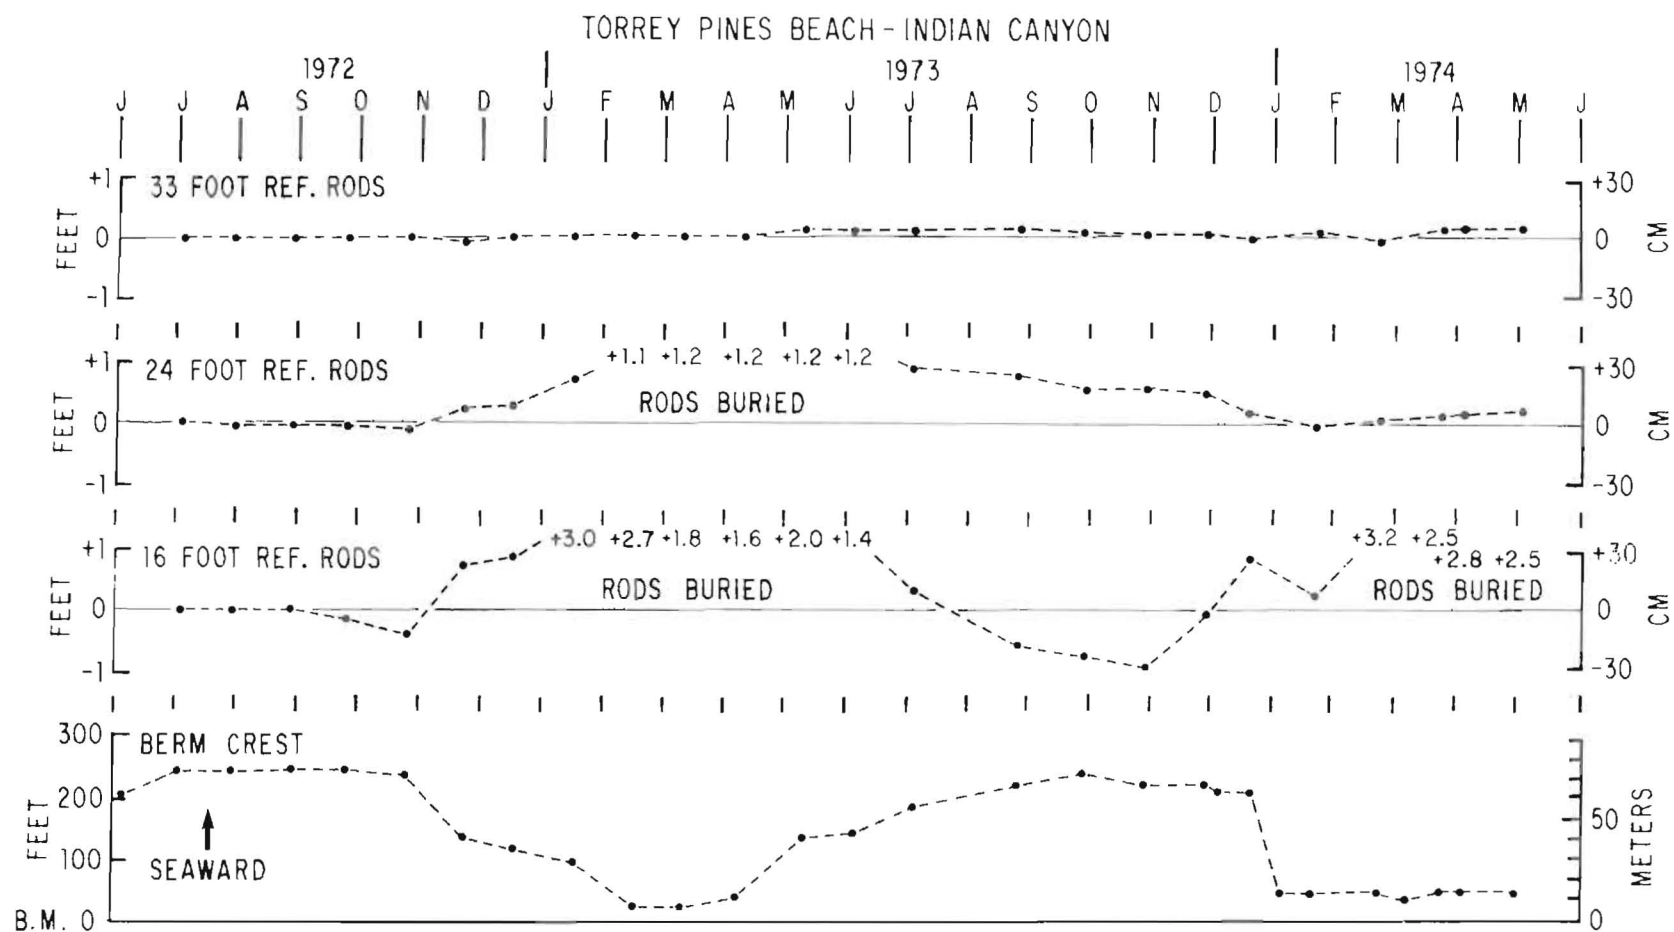 TORREY PINES BEACH - INDIAN CANYON
1972 1973 1974
J J A S O N D J F M A M J J A S O N D J F M A M J
+1 33 FOOT REF. RODS +30
FEET 0 0 CM
-1 -30
+1 24 FOOT REF. RODS +1.1 +1.2 +1.2 +1.2 +1.2 +30
RODS BURIED
FEET 0 0 CM
-1 -30
+3.0 +2.7 +1.8 +1.6 +2.0 +1.4 +3.2 +2.5
+1 16 FOOT REF. RODS +2.8 +2.5 +30
RODS BURIED RODS BURIED
FEET 0 0 CM
-1 -30
300 BERM CREST
200
FEET 50 METERS
100 SEAWARD
B.M. 0 0